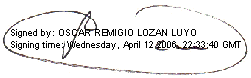 Signed by: OSCAR REMIGIO LOZAN LUYO
Signing time: Wednesday, April 12 2006, 22:33:40 GMT